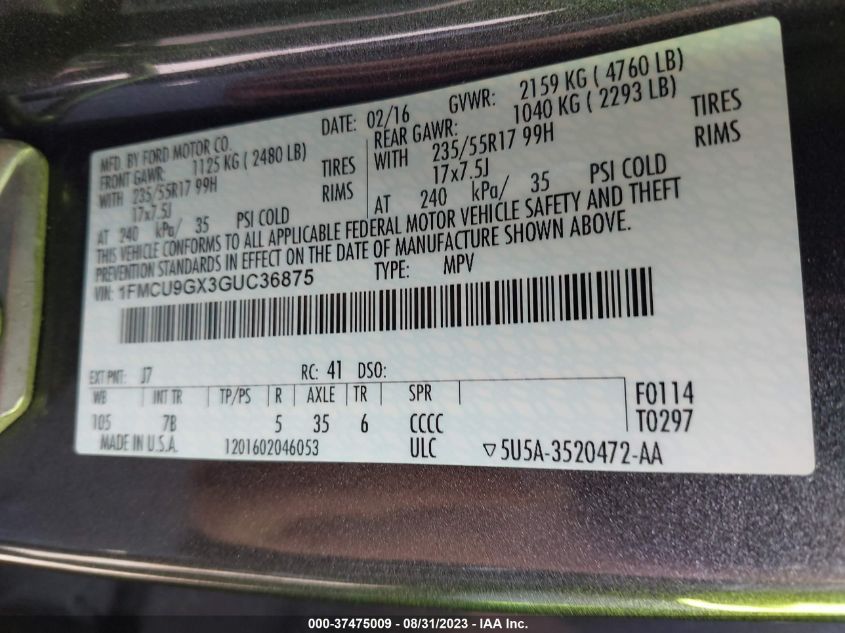 MFD. BY FORD MOTOR CO.
DATE: 02/16 GVWR: 2159 KG ( 4760 LB)
FRONT GAWR: 1125 KG ( 2480 LB)
REAR GAWR: 1040 KG ( 2293 LB)
WITH 235/55R17 99H TIRES
WITH 235/55R17 99H TIRES
17x7.5J RIMS
17x7.5J RIMS
AT 240 kPa/ 35 PSI COLD
AT 240 kPa/ 35 PSI COLD
THIS VEHICLE CONFORMS TO ALL APPLICABLE FEDERAL MOTOR VEHICLE SAFETY AND THEFT
PREVENTION STANDARDS IN EFFECT ON THE DATE OF MANUFACTURE SHOWN ABOVE.
VIN: 1FMCU9GX3GUC36875 TYPE: MPV
EXT PNT: J7 RC: 41 DSO:
WB INT TR TP/PS R AXLE TR SPR F0114
105 7B 5 35 6 CCCC T0297
MADE IN U.S.A. 1201602046053 ULC ▽5U5A-3520472-AA
000-37475009 - 08/31/2023 - IAA Inc.